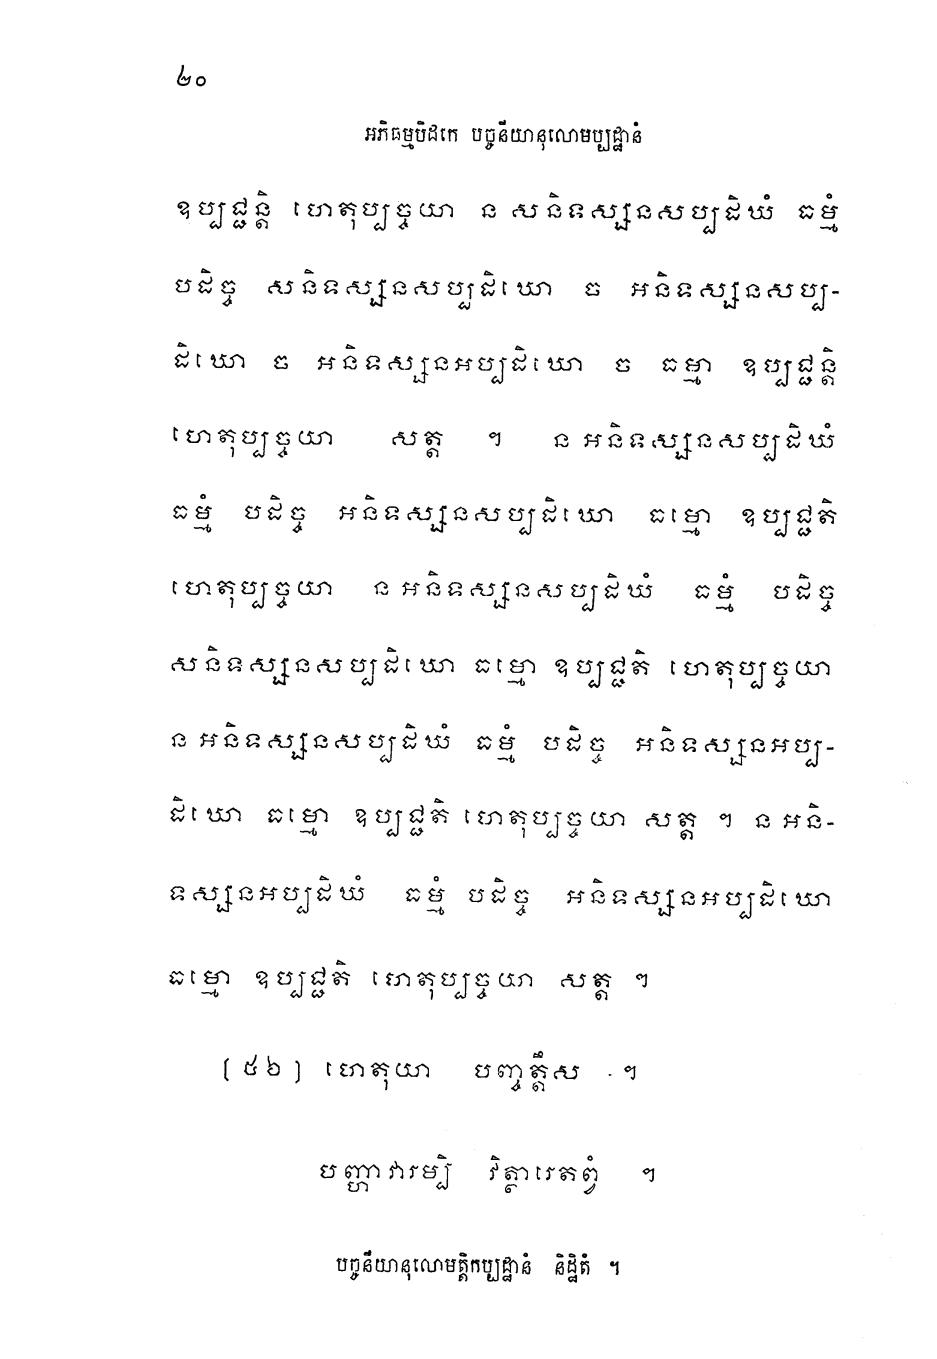 ៤០
អភិធម្មបិដកេ បច្ចនីយានុលោមប្បដ្ឋានំ
ឧប្បជ្ជន្តិ ហេតុប្បច្ចយា ន សនិទស្សនសប្បដិឃំ ធម្មំ
បដិច្ច សនិទស្សនសប្បដិឃោ ច អនិទស្សនសប្ប-
ដិឃោ ច អនិទស្សនអប្បដិឃោ ច ធម្មា ឧប្បជ្ជន្តិ
ហេតុប្បច្ចយា សត្ត ។ ន អនិទស្សនសប្បដិឃំ
ធម្មំ បដិច្ច អនិទស្សនសប្បដិឃោ ធម្មោ ឧប្បជ្ជតិ
ហេតុប្បច្ចយា ន អនិទស្សនសប្បដិឃំ ធម្មំ បដិច្ច
សនិទស្សនសប្បដិឃោ ធម្មោ ឧប្បជ្ជតិ ហេតុប្បច្ចយា
ន អនិទស្សនសប្បដិឃំ ធម្មំ បដិច្ច អនិទស្សនអប្ប-
ដិឃោ ធម្មោ ឧប្បជ្ជតិ ហេតុប្បច្ចយា សត្ត ។ ន អនិ-
ទស្សនអប្បដិឃំ ធម្មំ បដិច្ច អនិទស្សនអប្បដិឃោ
ធម្មោ ឧប្បជ្ជតិ ហេតុប្បច្ចយា សត្ត ។
[៥៦] ហេតុយា បញ្ចត្តឹស ។
បញ្ហាវារម្បិ វិត្ថារេតព្វំ ។
បច្ចនីយានុលោមត្តិកប្បដ្ឋានំ និដ្ឋិតំ ។